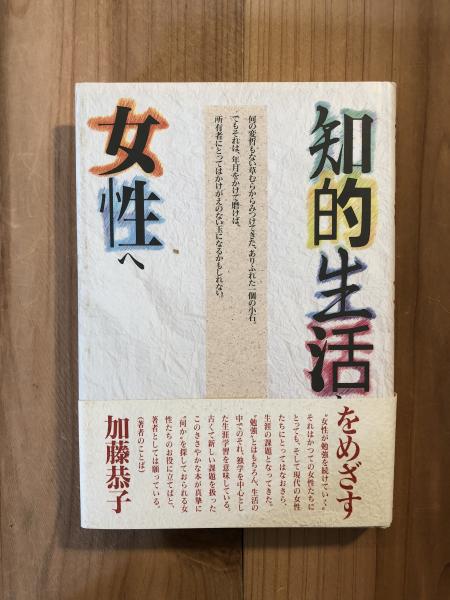 知的生活
をめざす
女性へ
何の変哲もない草むらからみつけてきた、ありふれた一個の小石。
でもそれは、年月をかけて磨けば、
所有者にとってはかけがえのない玉になるかもしれない。
“女性が勉強を続けていく”
それはかつての女性たちに
とっても、そして現代の女性
たちにとってはなおさら、
生涯の課題となってきた。
“勉強”とはもちろん、生活の
中でのそれ、独学を中心とし
た生涯学習を意味している。
古くて新しい課題を扱った
このささやかな本が真摯に
“何か”を探しておられる女
性たちのお役に立てばと、
著者としては願っている。
(著者のことば)
加藤恭子